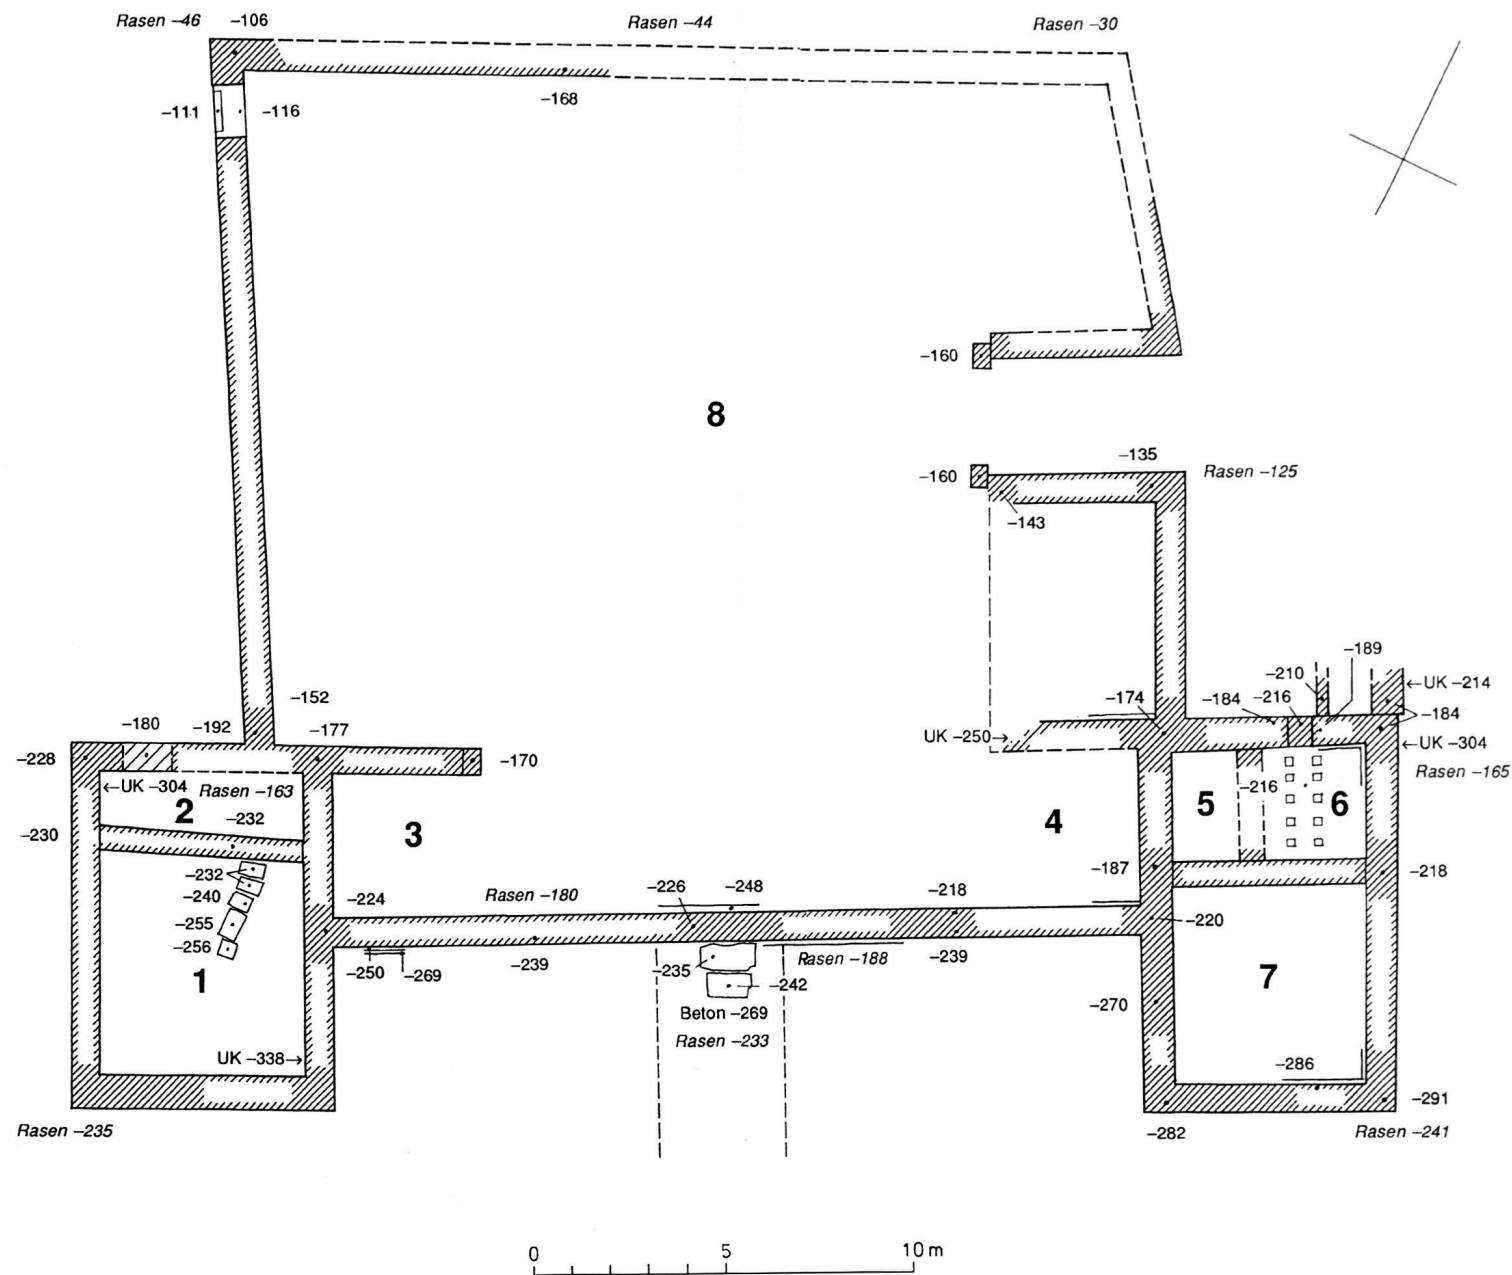 Rasen –46 –106 Rasen –44 Rasen –30
–111 –116 –168
–160
8
–135
–160 Rasen –125
–143
–189
–210
–152 –174 –184 –216 ←UK –214
–180 –192 –177 –184
UK –250→ ←UK –304
–228 –170
←UK –304 Rasen –163 Rasen –165
–216
2 5 6
–232 4
–230 3
–232 –187 –218
–240 –224 Rasen –180 –226 –248 –218
–255 –220
–256
1 –250 –269 –239 –235 Rasen –188 –239 7
–242
Beton –269 –270
Rasen –233
UK –338→ –286
–291
Rasen –235 –282 Rasen –241
0 5 10 m